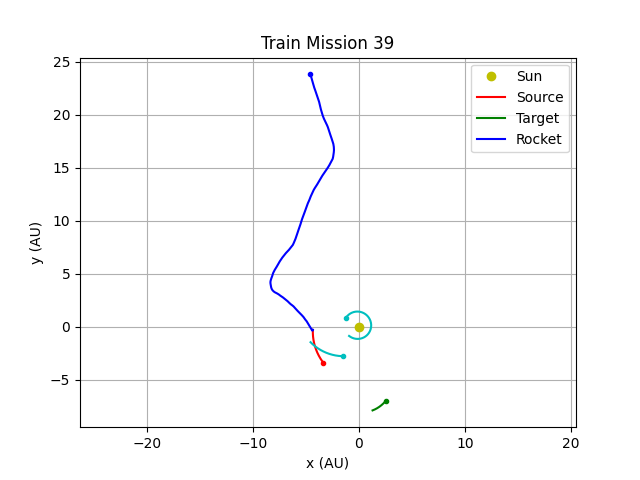 Train Mission 39
Sun
Source
Target
Rocket
y (AU)
25
20
15
10
5
0
−5
−20
−10
0
10
20
x (AU)